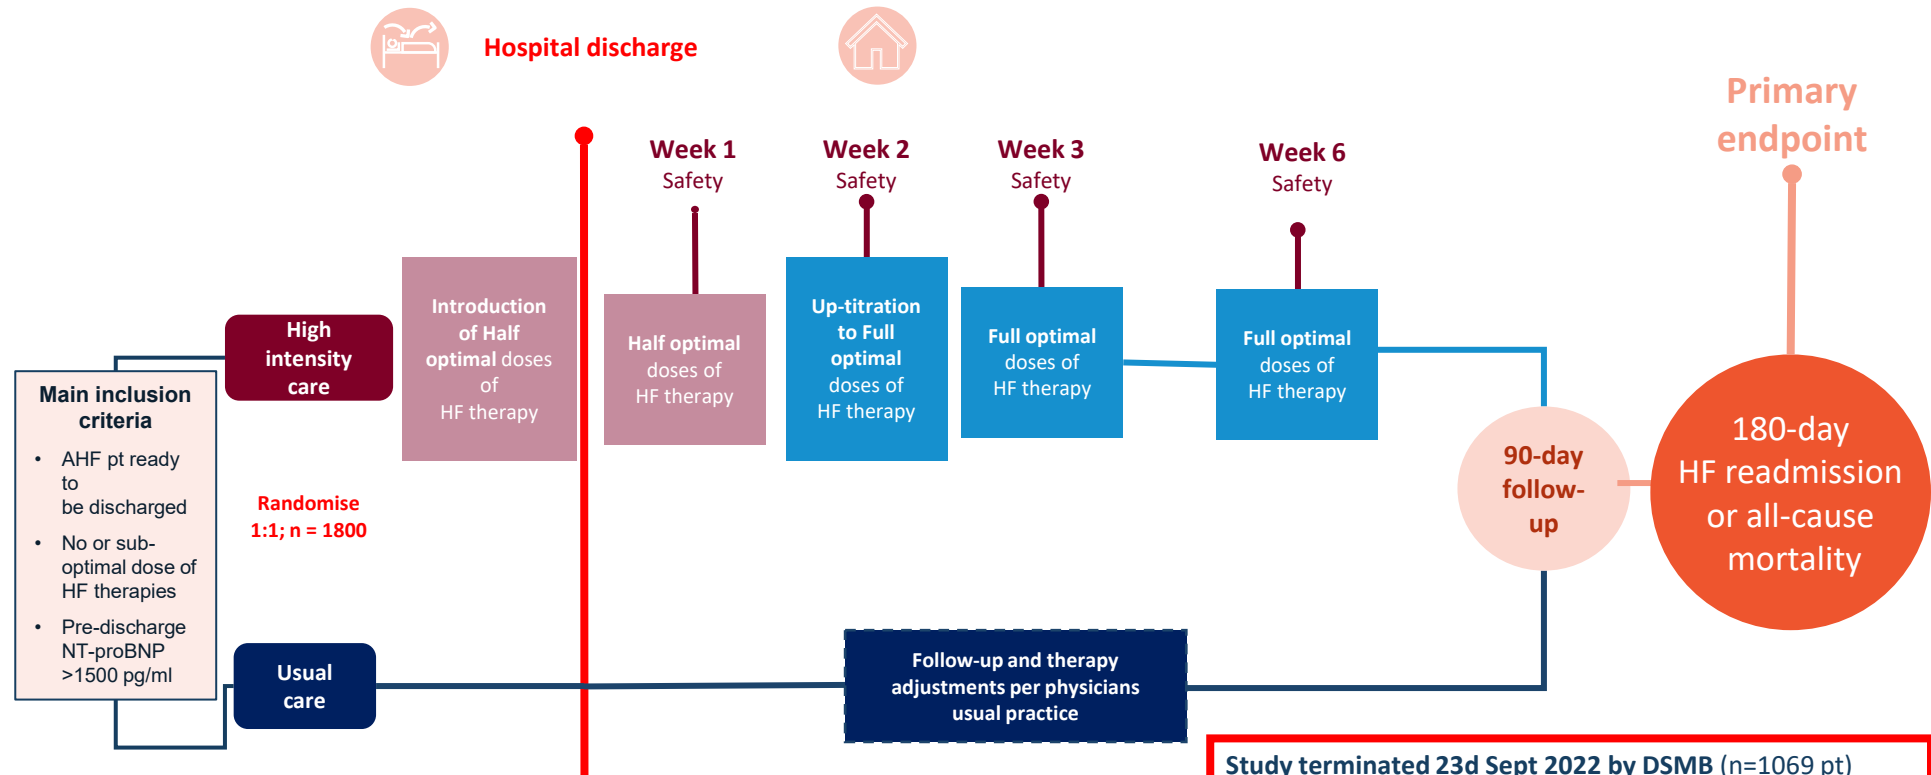 Hospital discharge
Primary
endpoint
Week 1
Safety
Week 2
Safety
Week 3
Safety
Week 6
Safety
High
intensity
care
Introduction
of Half
optimal doses
of
HF therapy
Half optimal
doses of
HF therapy
Up-titration
to Full
optimal
doses of
HF therapy
Full optimal
doses of
HF therapy
Full optimal
doses of
HF therapy
Main inclusion
criteria
• AHF pt ready
to
be discharged
• No or sub-
optimal dose of
HF therapies
• Pre-discharge
NT-proBNP
>1500 pg/ml
Randomise
1:1; n = 1800
90-day
follow-
up
180-day
HF readmission
or all-cause
mortality
Usual
care
Follow-up and therapy
adjustments per physicians
usual practice
Study terminated 23d Sept 2022 by DSMB (n=1069 pt)